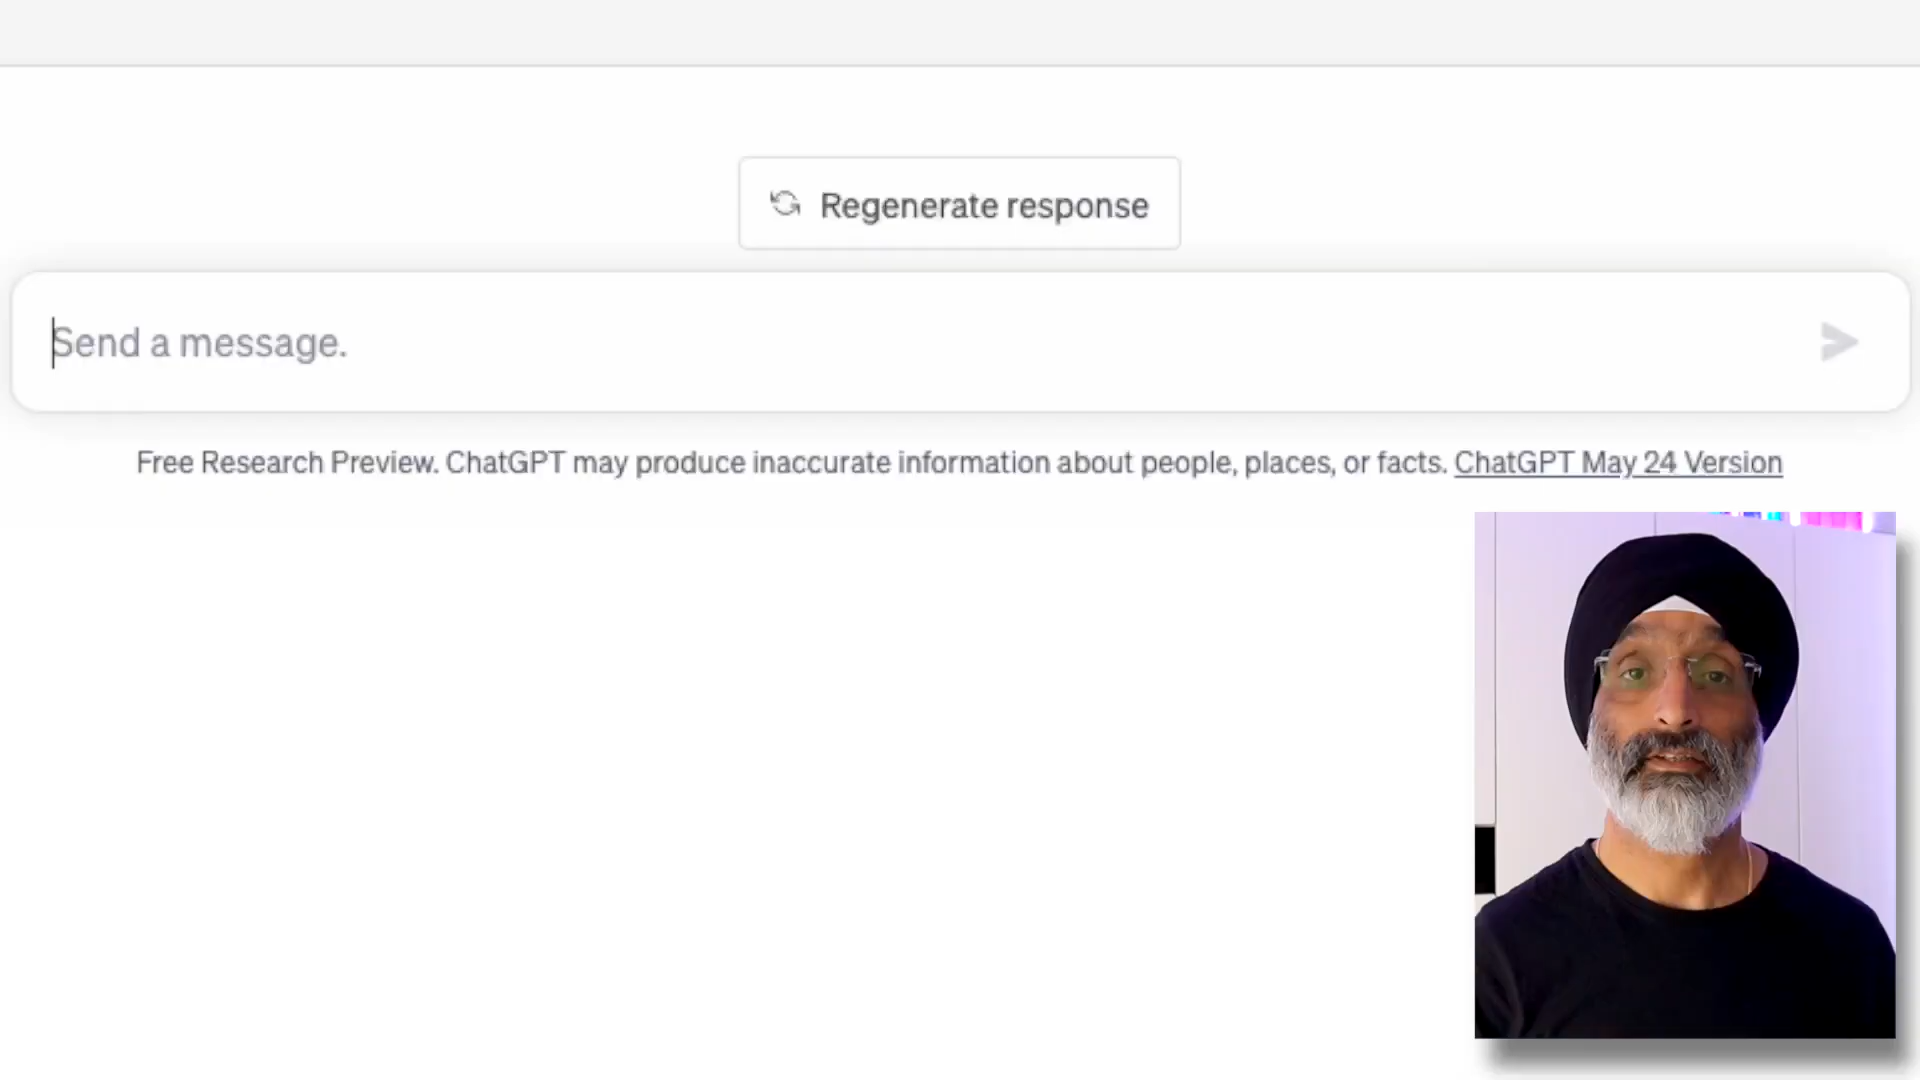 Regenerate response
Send a message.
Free Research Preview. ChatGPT may produce inaccurate information about people, places, or facts. ChatGPT May 24 Version